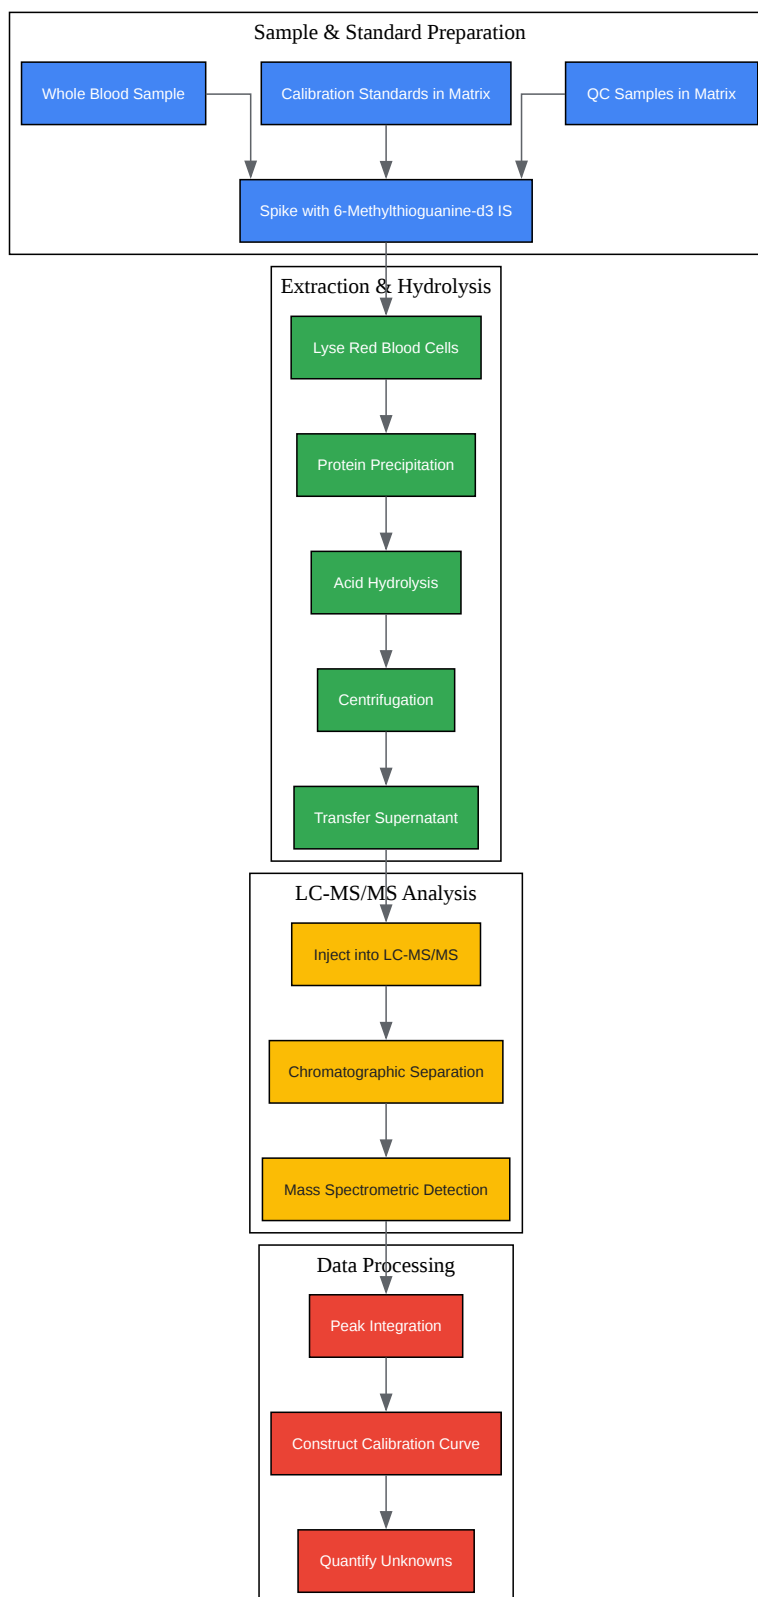 Sample & Standard Preparation
Whole Blood Sample
Calibration Standards in Matrix
QC Samples in Matrix
Spike with 6-Methylthioguanine-d3 IS
Extraction & Hydrolysis
Lyse Red Blood Cells
Protein Precipitation
Acid Hydrolysis
Centrifugation
Transfer Supernatant
LC-MS/MS Analysis
Inject into LC-MS/MS
Chromatographic Separation
Mass Spectrometric Detection
Data Processing
Peak Integration
Construct Calibration Curve
Quantify Unknowns